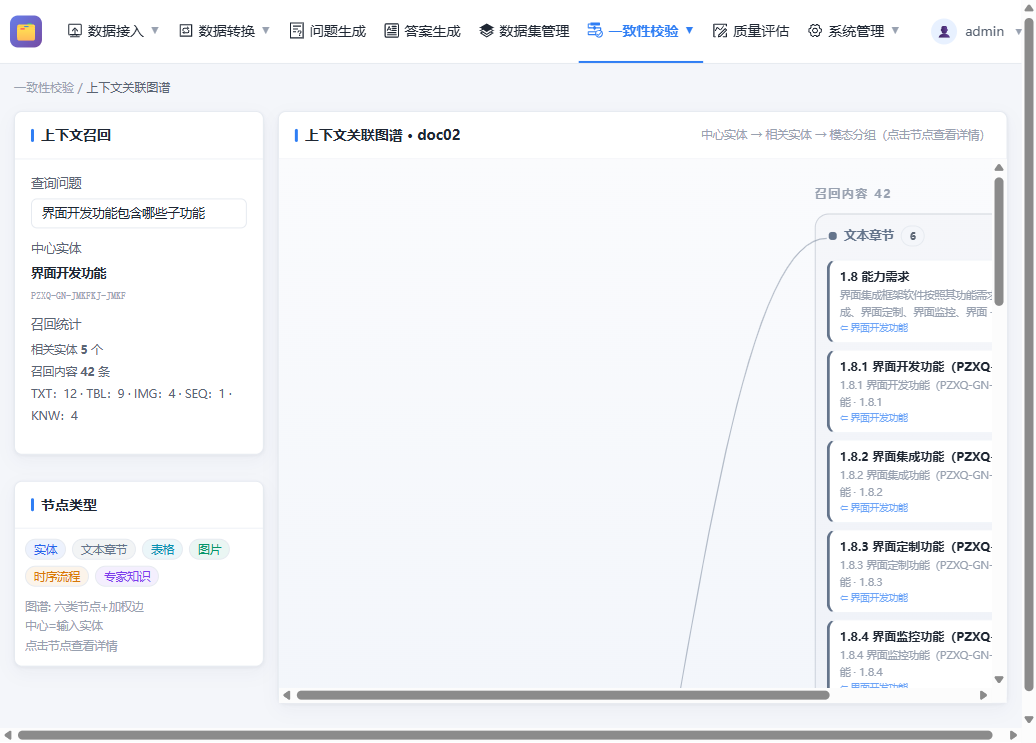 数据接入
数据转换
问题生成
答案生成
数据集管理
一致性校验
质量评估
系统管理
admin
一致性校验 / 上下文关联图谱
上下文召回
查询问题
界面开发功能包含哪些子功能
中心实体
界面开发功能
PZXQ-GN-JMKFKJ-JMKF
召回统计
相关实体 5 个
召回内容 42 条
TXT: 12 · TBL: 9 · IMG: 4 · SEQ: 1 ·
KNW: 4
节点类型
实体
文本章节
表格
图片
时序流程
专家知识
图谱: 六类节点+加权边
中心=输入实体
点击节点查看详情
上下文关联图谱 • doc02
中心实体 → 相关实体 → 模态分组（点击节点查看详情）
召回内容 42
文本章节 6
1.8 能力需求
界面集成框架软件按照其功能需求
成、界面定制、界面监控、界面
⇐ 界面开发功能
1.8.1 界面开发功能（PZXQ-
1.8.1 界面开发功能（PZXQ-GN-
能 · 1.8.1
⇐ 界面开发功能
1.8.2 界面集成功能（PZXQ-
1.8.2 界面集成功能（PZXQ-GN-
能 · 1.8.2
⇐ 界面开发功能
1.8.3 界面定制功能（PZXQ-
1.8.3 界面定制功能（PZXQ-GN-
能 · 1.8.3
⇐ 界面开发功能
1.8.4 界面监控功能（PZXQ-
1.8.4 界面监控功能（PZXQ-GN-
能 · 1.8.4
⇐ 界面开发功能